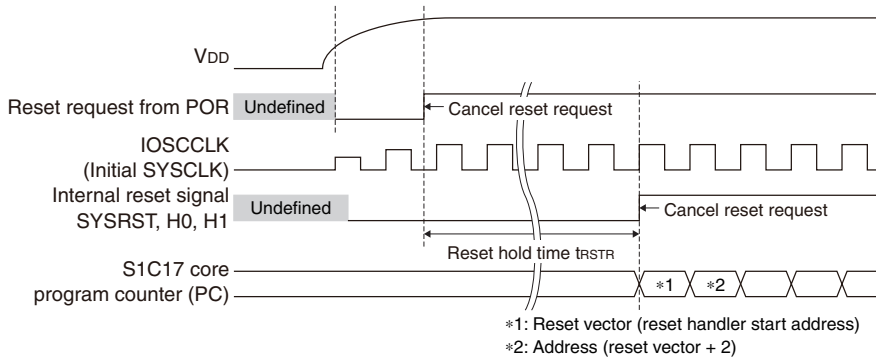 VDD
Reset request from POR
Undefined
Cancel reset request
IOSCCLK
(Initial SYSCLK)
Internal reset signal
SYSRST, H0, H1
Undefined
Cancel reset request
Reset hold time tRSTR
S1C17 core
program counter (PC)
*1
*2
*1: Reset vector (reset handler start address)
*2: Address (reset vector + 2)